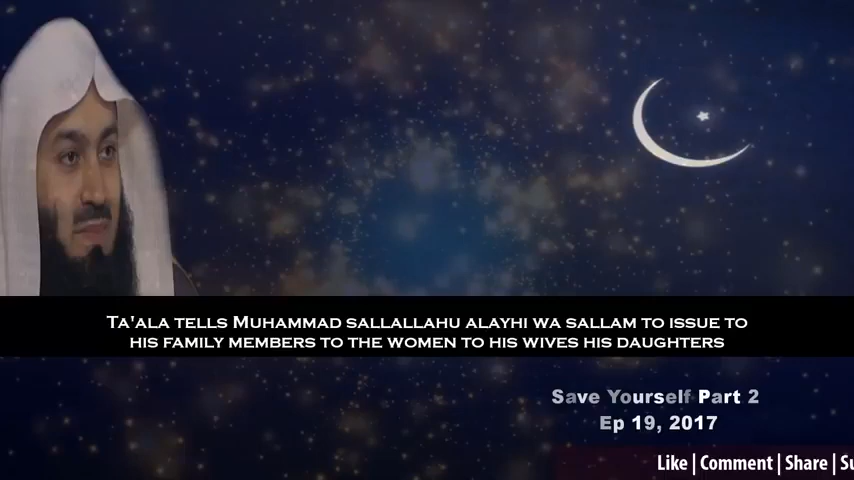 Ta'ala tells Muhammad sallallahu alayhi wa sallam to issue to
his family members to the women to his wives his daughters
Save Yourself Part 2
Ep 19, 2017
Like | Comment | Share | Su